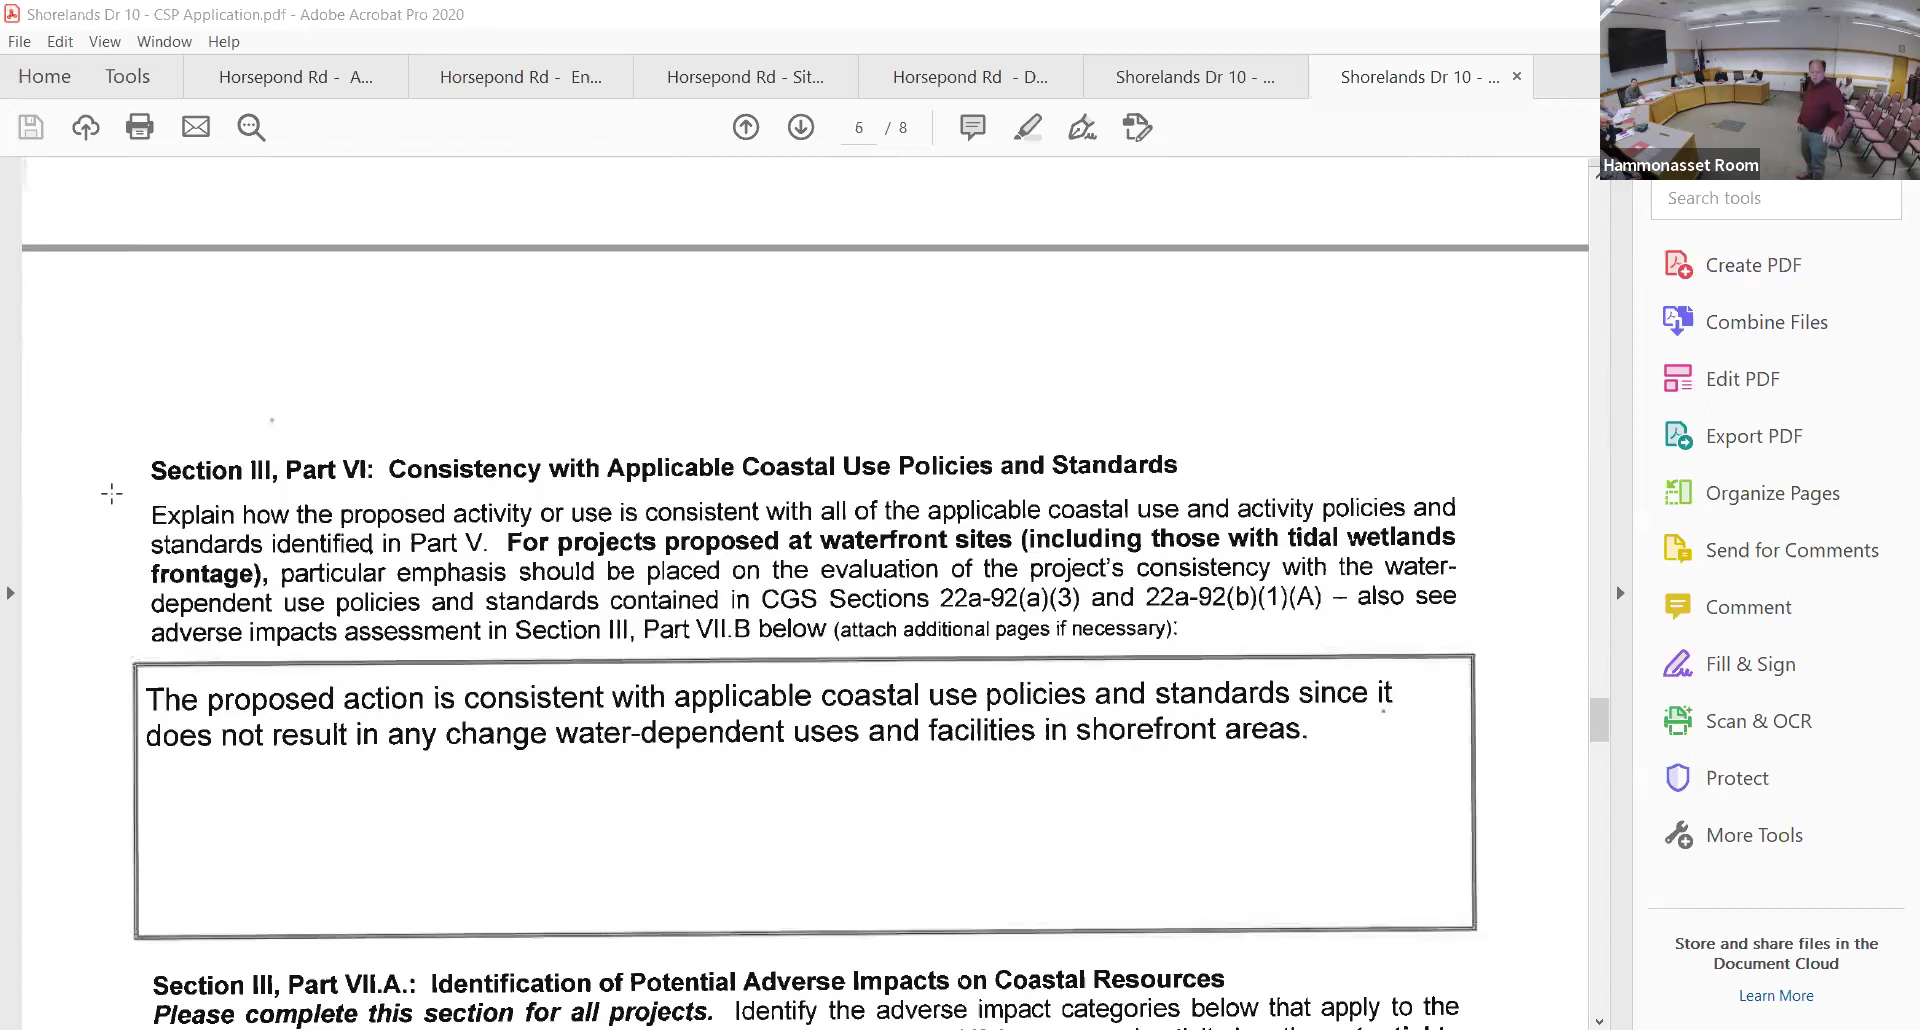 Shorelands Dr 10 - CSP Application.pdf - Adobe Acrobat Pro 2020
File Edit View Window Help
Home Tools Horsepond Rd - A... Horsepond Rd - En... Horsepond Rd - Sit... Horsepond Rd - D... Shorelands Dr 10 - ... Shorelands Dr 10 - ... ×
6 / 8
Hammonasset Room
Search tools
Create PDF
Combine Files
Edit PDF
Export PDF
Organize Pages
Send for Comments
Comment
Fill & Sign
Scan & OCR
Protect
More Tools
Store and share files in the
Document Cloud
Learn More
Section III, Part VI: Consistency with Applicable Coastal Use Policies and Standards
Explain how the proposed activity or use is consistent with all of the applicable coastal use and activity policies and
standards identified in Part V. For projects proposed at waterfront sites (including those with tidal wetlands
frontage), particular emphasis should be placed on the evaluation of the project's consistency with the water-
dependent use policies and standards contained in CGS Sections 22a-92(a)(3) and 22a-92(b)(1)(A) – also see
adverse impacts assessment in Section III, Part VII.B below (attach additional pages if necessary):
The proposed action is consistent with applicable coastal use policies and standards since it
does not result in any change water-dependent uses and facilities in shorefront areas.
Section III, Part VII.A.: Identification of Potential Adverse Impacts on Coastal Resources
Please complete this section for all projects. Identify the adverse impact categories below that apply to the